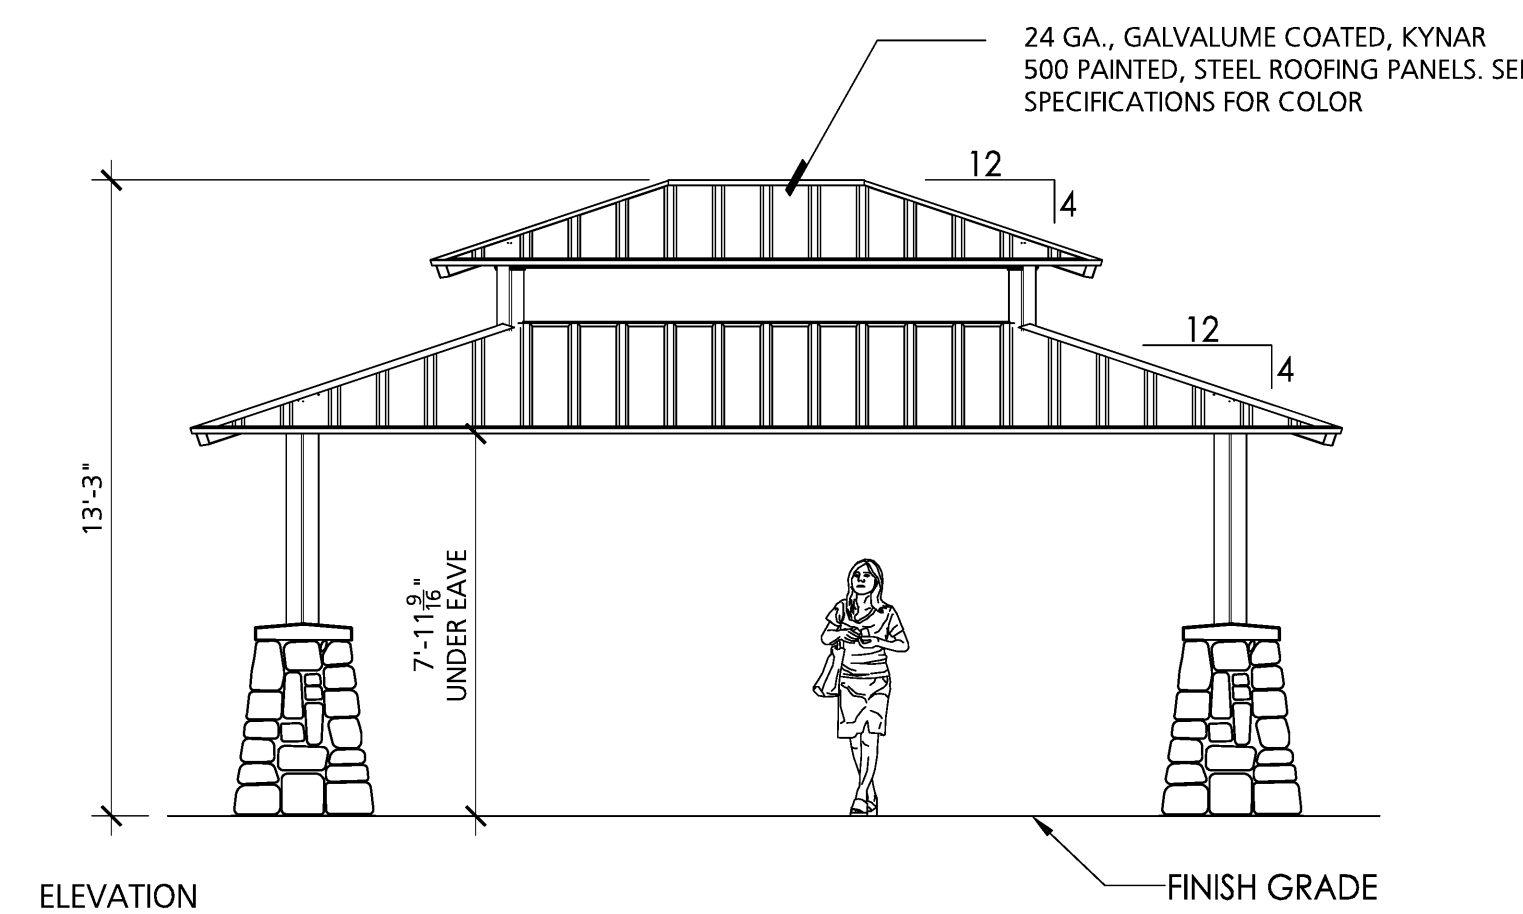 24 GA., GALVALUME COATED, KYNAR
500 PAINTED, STEEL ROOFING PANELS.
SPECIFICATIONS FOR COLOR
12
4
12
4
13'-3"
7'-11 9/16"
UNDER EAVE
FINISH GRADE
ELEVATION